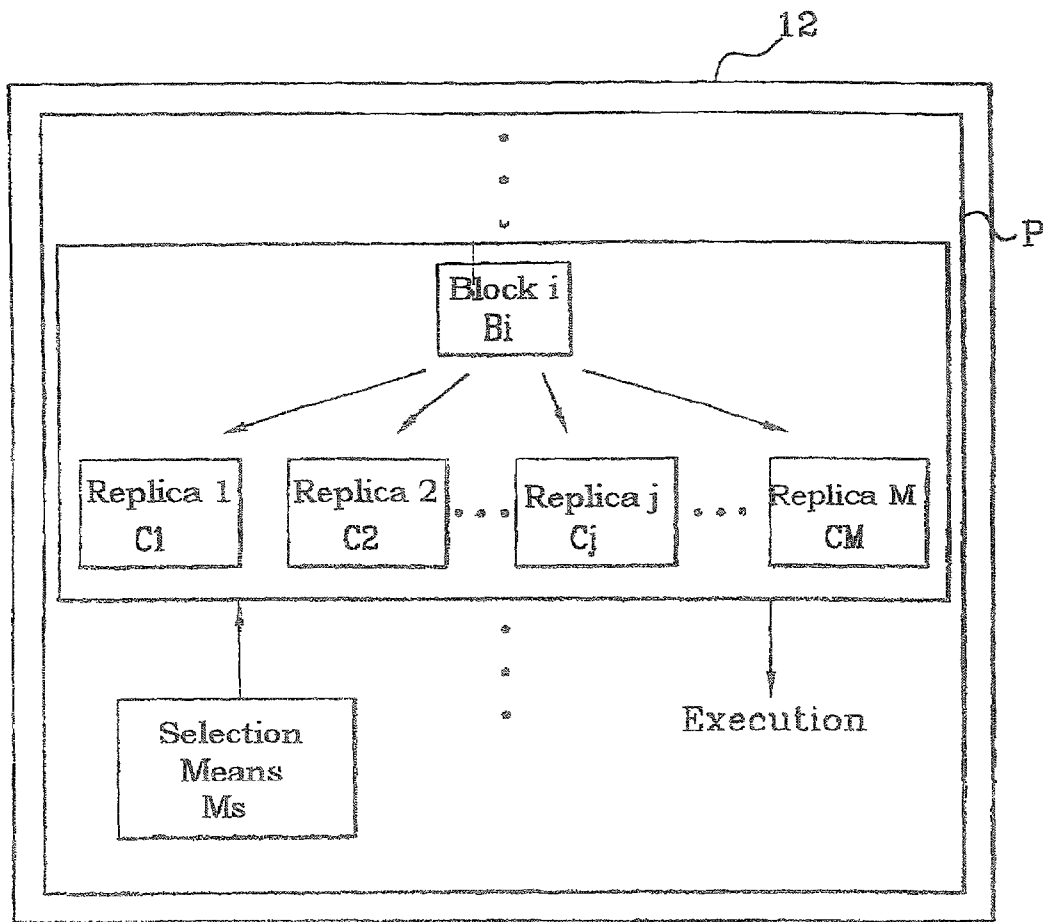 12
P
Block i
Bi
Replica 1
C1
Replica 2
C2
Replica j
Cj
Replica M
CM
Selection
Means
Ms
Execution